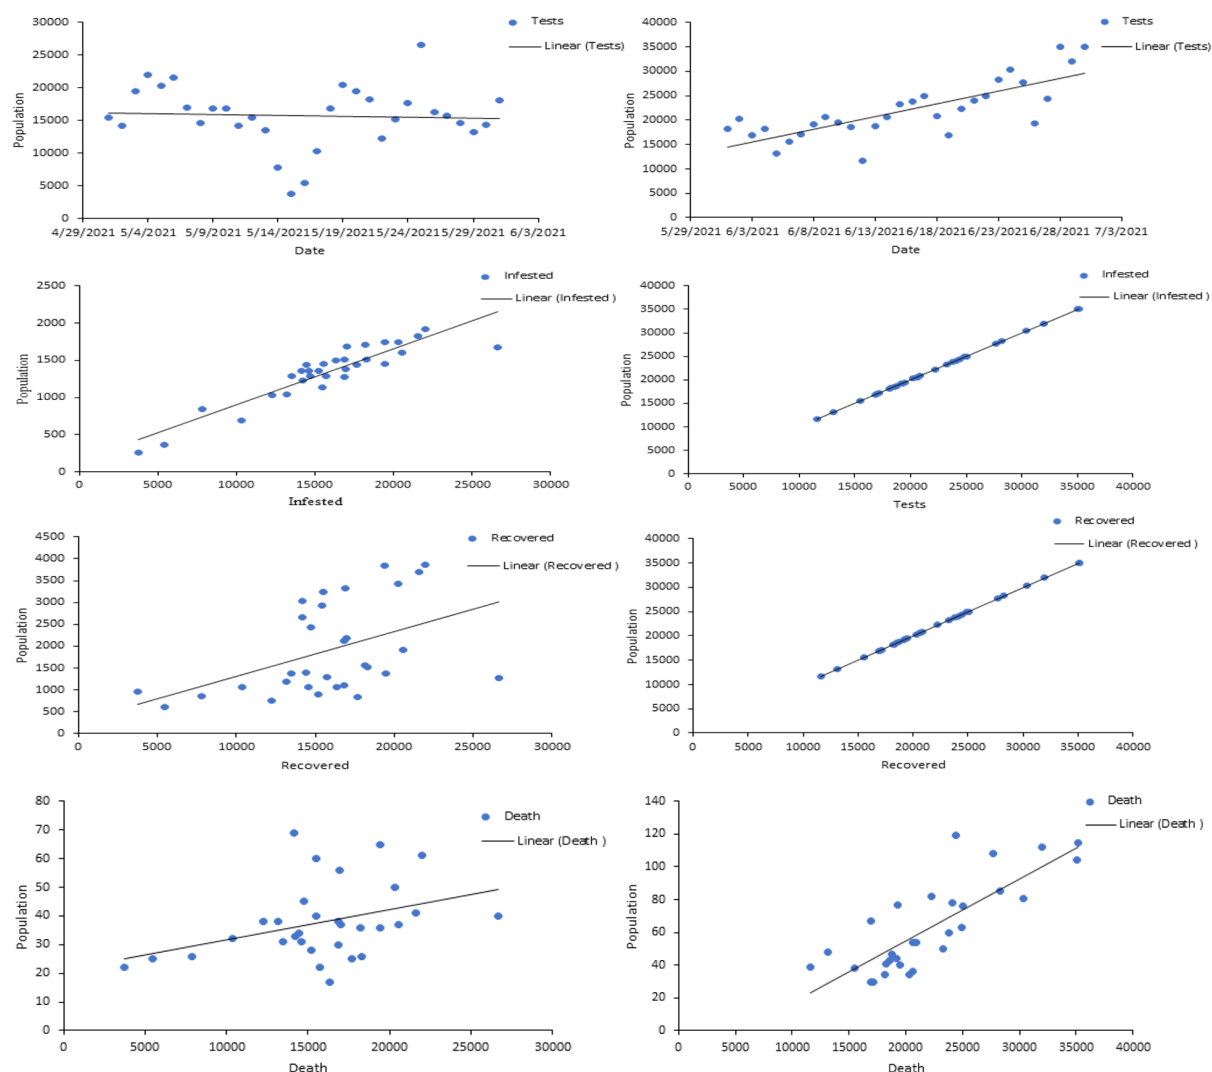 30000
25000
20000
15000
10000
5000
0
Population
4/29/2021 5/4/2021 5/9/2021 5/14/2021 5/19/2021 5/24/2021 5/29/2021 6/3/2021
Date
Tests
Linear (Tests)
40000
35000
30000
25000
20000
15000
10000
5000
0
Population
5/29/2021 6/3/2021 6/8/2021 6/13/2021 6/18/2021 6/23/2021 6/28/2021 7/3/2021
Date
Tests
Linear (Tests)
2500
2000
1500
1000
500
0
Population
0 5000 10000 15000 20000 25000 30000
Infested
Infested
Linear (Infested )
40000
35000
30000
25000
20000
15000
10000
5000
0
Population
0 5000 10000 15000 20000 25000 30000 35000 40000
Tests
Infested
Linear (Infested )
4500
4000
3500
3000
2500
2000
1500
1000
500
0
Population
0 5000 10000 15000 20000 25000 30000
Recovered
Recovered
Linear (Recovered )
40000
35000
30000
25000
20000
15000
10000
5000
0
Population
0 5000 10000 15000 20000 25000 30000 35000 40000
Recovered
Recovered
Linear (Recovered )
80
70
60
50
40
30
20
10
0
Population
0 5000 10000 15000 20000 25000 30000
Death
Death
Linear (Death )
140
120
100
80
60
40
20
0
Population
0 5000 10000 15000 20000 25000 30000 35000 40000
Death
Death
Linear (Death )